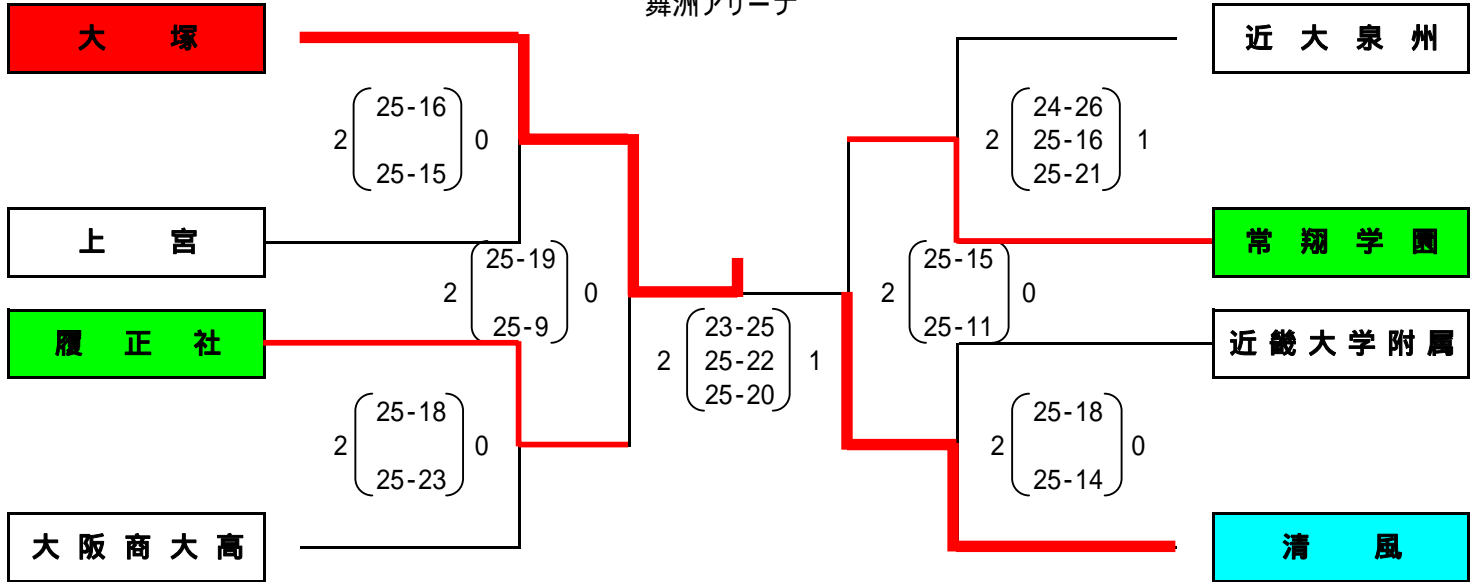 舞洲アリーナ
大塚
近大泉州
25-16
2 0
25-15
24-26
2 25-16 1
25-21
上宮
常翔学園
25-19
2 0
25-9
25-15
2 0
25-11
履正社
近畿大学附属
23-25
2 25-22 1
25-20
25-18
2 0
25-23
25-18
2 0
25-14
大阪商大高
清風